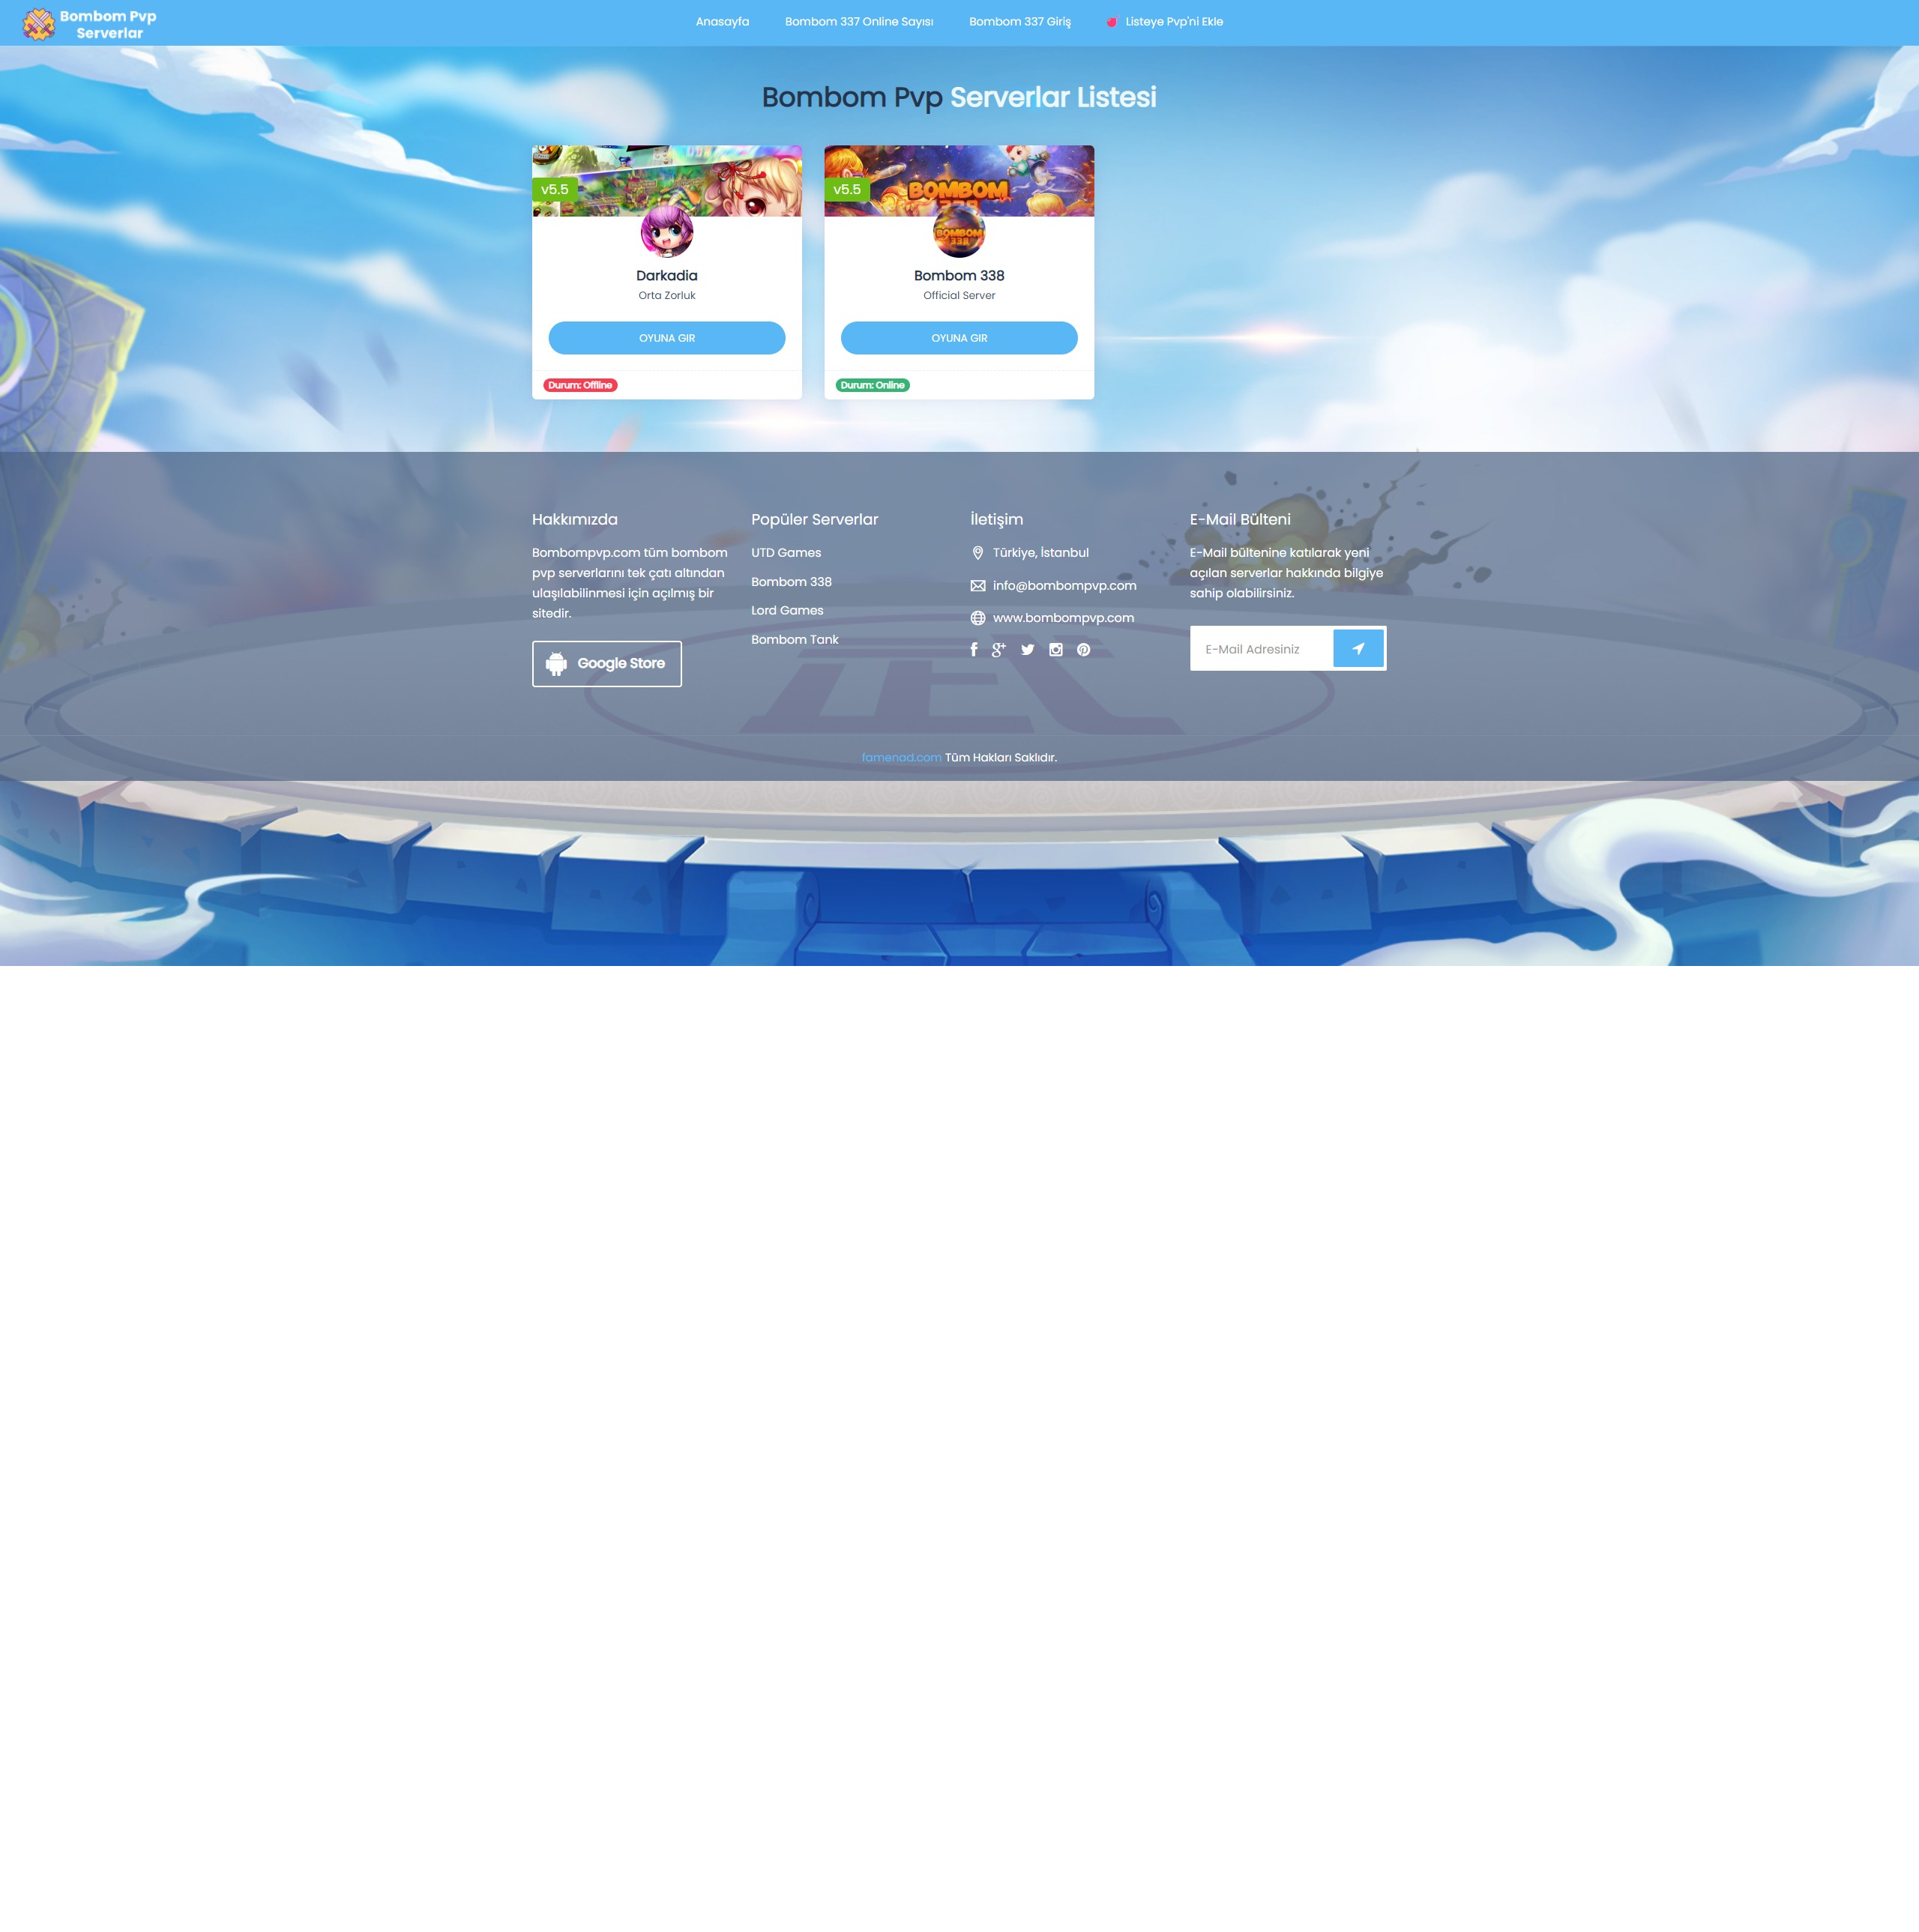 Bombom Pvp
Serverlar
Anasayfa
Bombom 337 Online Sayısı
Bombom 337 Giriş
Listeye Pvp'ni Ekle
Bombom Pvp Serverlar Listesi
v5.5
Darkadia
Orta Zorluk
OYUNA GIR
Durum: Offline
v5.5
BOMBOM
BOMBOM
338
Bombom 338
Official Server
OYUNA GIR
Durum: Online
Hakkımızda
Bombompvp.com tüm bombom
pvp serverlarını tek çatı altından
ulaşılabilinmesi için açılmış bir
sitedir.
Google Store
Popüler Serverlar
UTD Games
Bombom 338
Lord Games
Bombom Tank
İletişim
Türkiye, İstanbul
info@bombompvp.com
www.bombompvp.com
E-Mail Bülteni
E-Mail bültenine katılarak yeni
açılan serverlar hakkında bilgiye
sahip olabilirsiniz.
E-Mail Adresiniz
famenad.com Tüm Hakları Saklıdır.